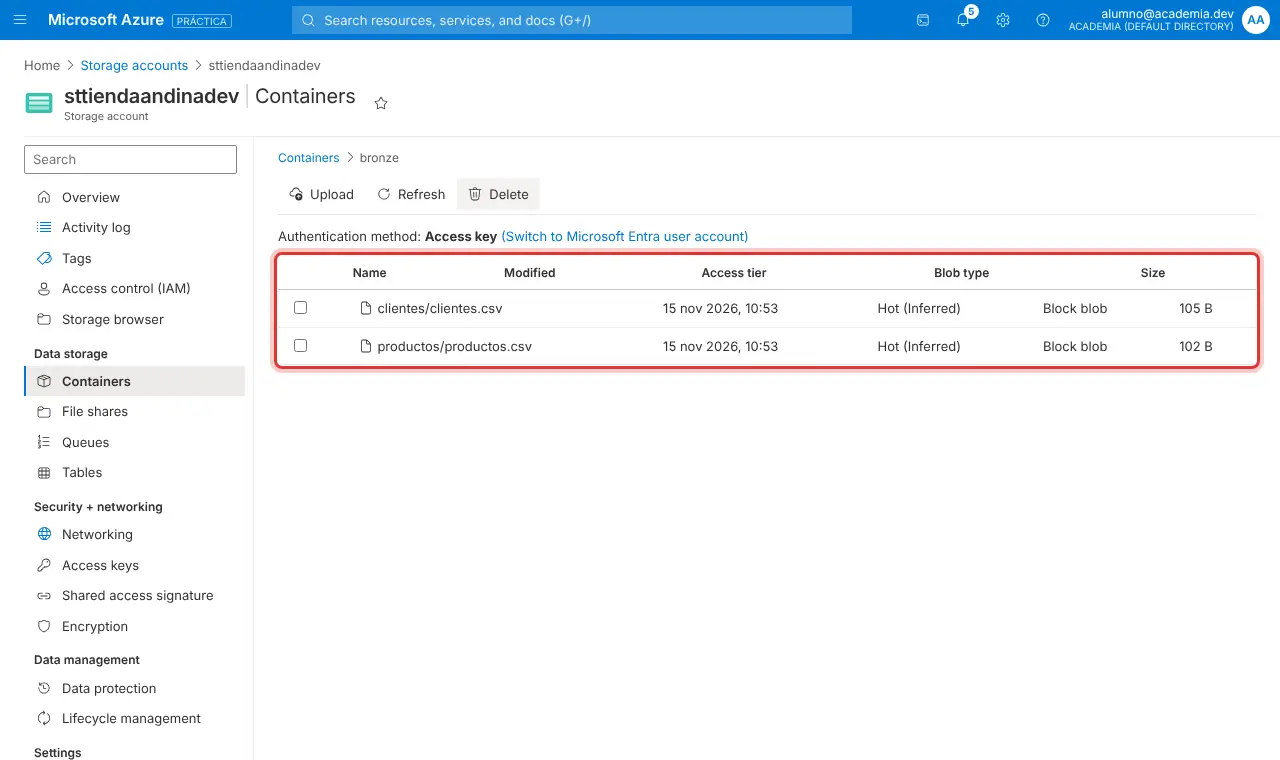 Microsoft Azure PRÁCTICA Search resources, services, and docs (G+/) 5 alumno@academia.dev
ACADEMIA (DEFAULT DIRECTORY) AA
Home > Storage accounts > sttiendaandinadev
sttiendaandinadev | Containers
Storage account
Search
Overview
Activity log
Tags
Access control (IAM)
Storage browser
Data storage
Containers
File shares
Queues
Tables
Security + networking
Networking
Access keys
Shared access signature
Encryption
Data management
Data protection
Lifecycle management
Settings
Containers > bronze
Upload Refresh Delete
Authentication method: Access key (Switch to Microsoft Entra user account)
Name Modified Access tier Blob type Size
clientes/clientes.csv 15 nov 2026, 10:53 Hot (Inferred) Block blob 105 B
productos/productos.csv 15 nov 2026, 10:53 Hot (Inferred) Block blob 102 B